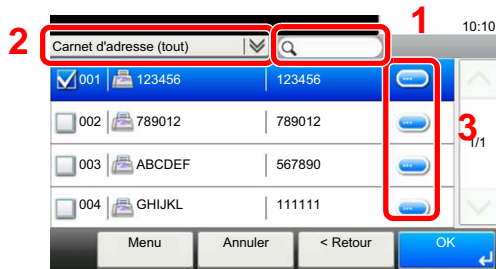 1
10:10
2
Carnet d'adresse (tout)
001 123456 123456 ...
002 789012 789012 ...
3
1/1
003 ABCDEF 567890 ...
004 GHIJKL 111111 ...
Menu Annuler < Retour OK